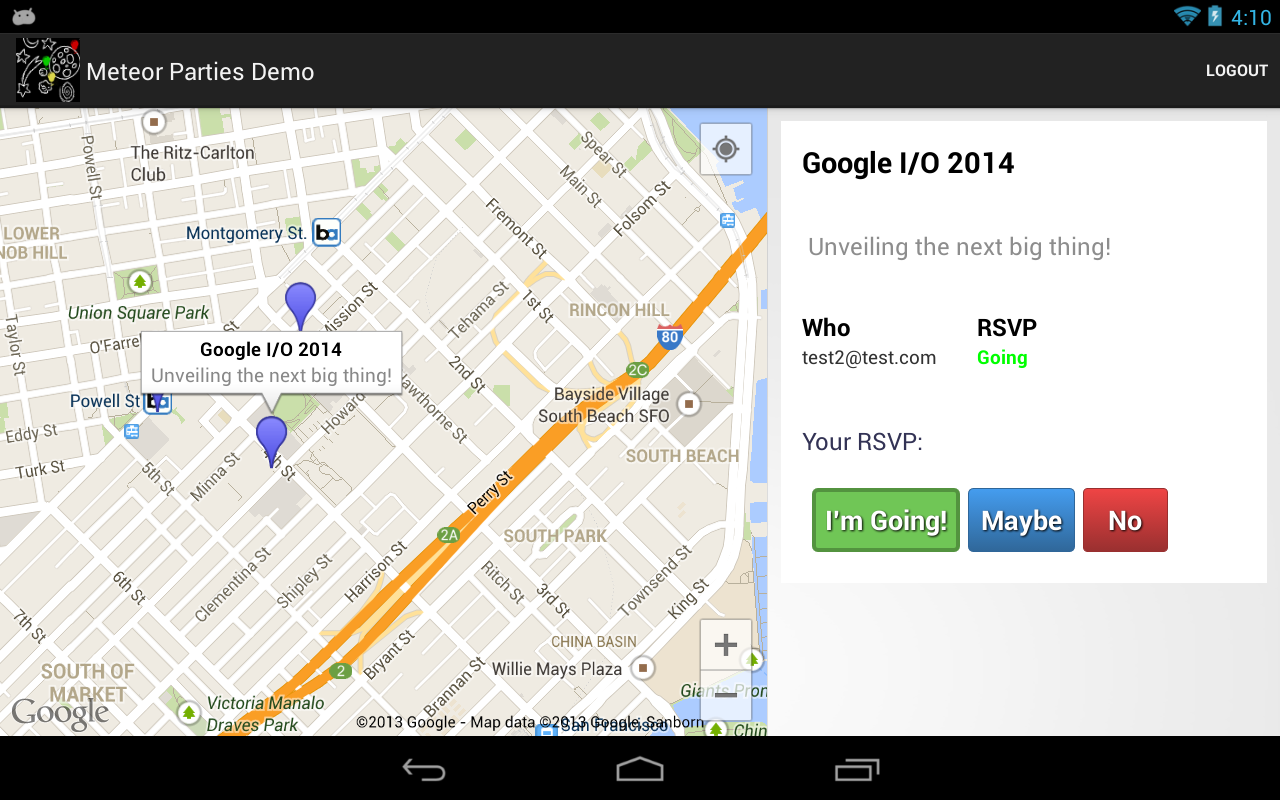 4:10
Meteor Parties Demo
LOGOUT
Powell St
The Ritz-Carlton
Club
Spear St
Main St
Folsom St
Fremont St
LOWER
NOB HILL
Montgomery St.
Union Square Park
Taylor St
Mission St
Tehama St
1st St
RINCON HILL
80
O'Farrel
Google I/O 2014
Unveiling the next big thing!
2nd St
2C
Bayside Village
South Beach SFO
Powell St
Howard
Hawthorne St
Eddy St
Turk St
5th St
Minna St
4th St
SOUTH BEACH
Perry St
2A
SOUTH PARK
6th St
Clementina St
Shipley St
Harrison St
Ritch St
3rd St
Townsend St
King St
7th St
CHINA BASIN
Willie Mays Plaza
Bryant St
Brannan St
2
SOUTH OF
MARKET
Giants Prom
Victoria Manalo
Draves Park
Google
©2013 Google - Map data ©2013 Google, Sanborn
San Francisco
Chin
Google I/O 2014
Unveiling the next big thing!
Who RSVP
test2@test.com Going
Your RSVP:
I'm Going! Maybe No